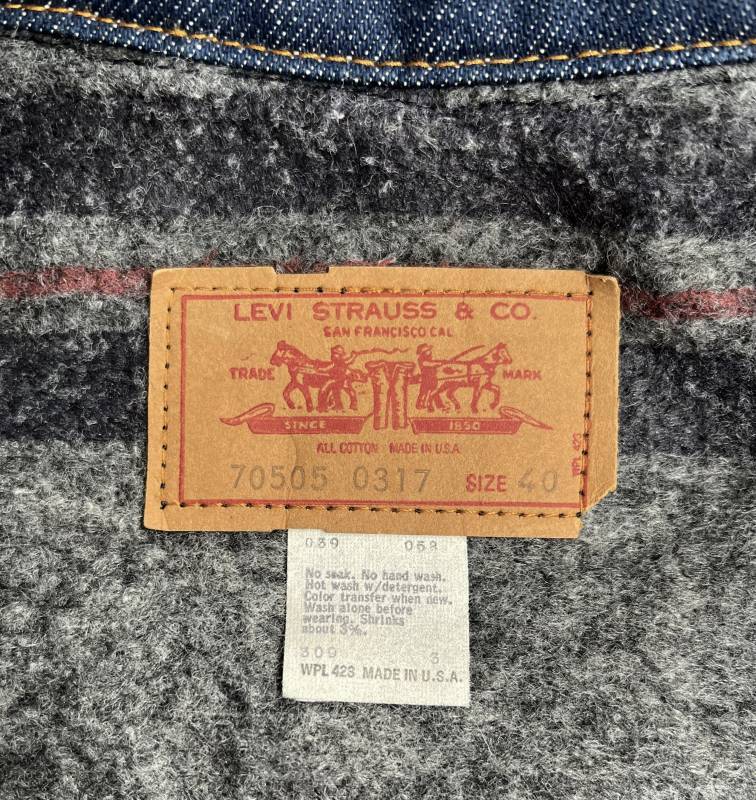 LEVI STRAUSS & CO.
SAN FRANCISCO CAL
TRADE MARK
SINCE 1850
ALL COTTON MADE IN U.S.A.
70505 0317 SIZE 40
039 058
No soak. No hand wash.
Hot wash w/detergent.
Color transfer when new.
Wash alone before
wearing. Shrinks
about 3%.
309 3
WPL 423 MADE IN U.S.A.